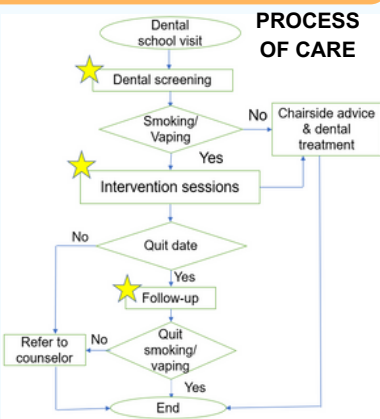 PROCESS
OF CARE
Dental
school visit
Dental screening
Smoking/
Vaping
No
Chairside advice
& dental
treatment
Yes
Intervention sessions
No
Quit date
Yes
Follow-up
Refer to
counselor
No
Quit
smoking/
vaping
Yes
End